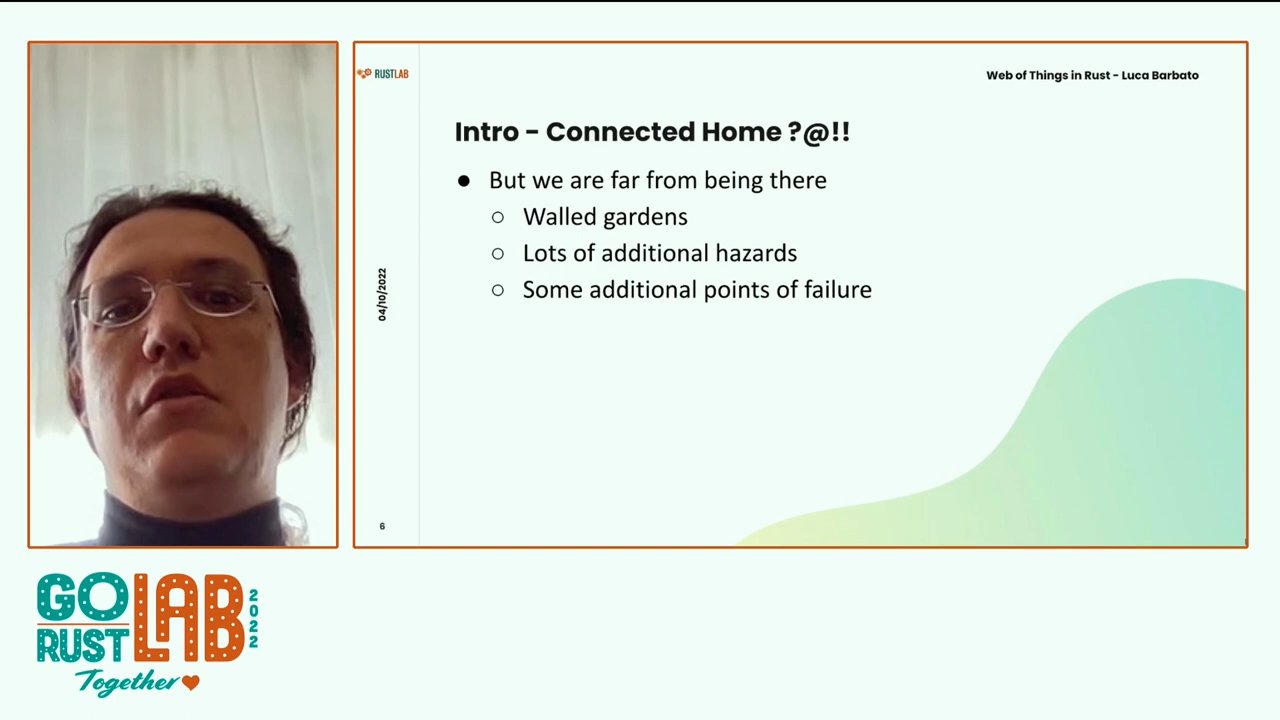 RUSTLAB
Web of Things in Rust - Luca Barbato
Intro - Connected Home ?@!!
● But we are far from being there
○ Walled gardens
○ Lots of additional hazards
○ Some additional points of failure
04/10/2022
6
GO LAB 2022
RUST
Together